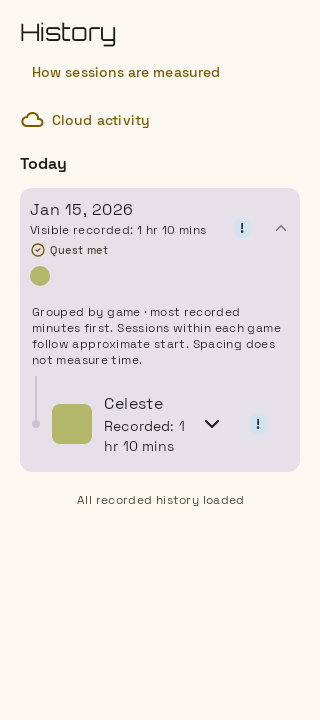 History
How sessions are measured
Cloud activity
Today
Jan 15, 2026
Visible recorded: 1 hr 10 mins
!
Quest met
Grouped by game · most recorded
minutes first. Sessions within each game
follow approximate start. Spacing does
not measure time.
Celeste
Recorded: 1
hr 10 mins
!
All recorded history loaded